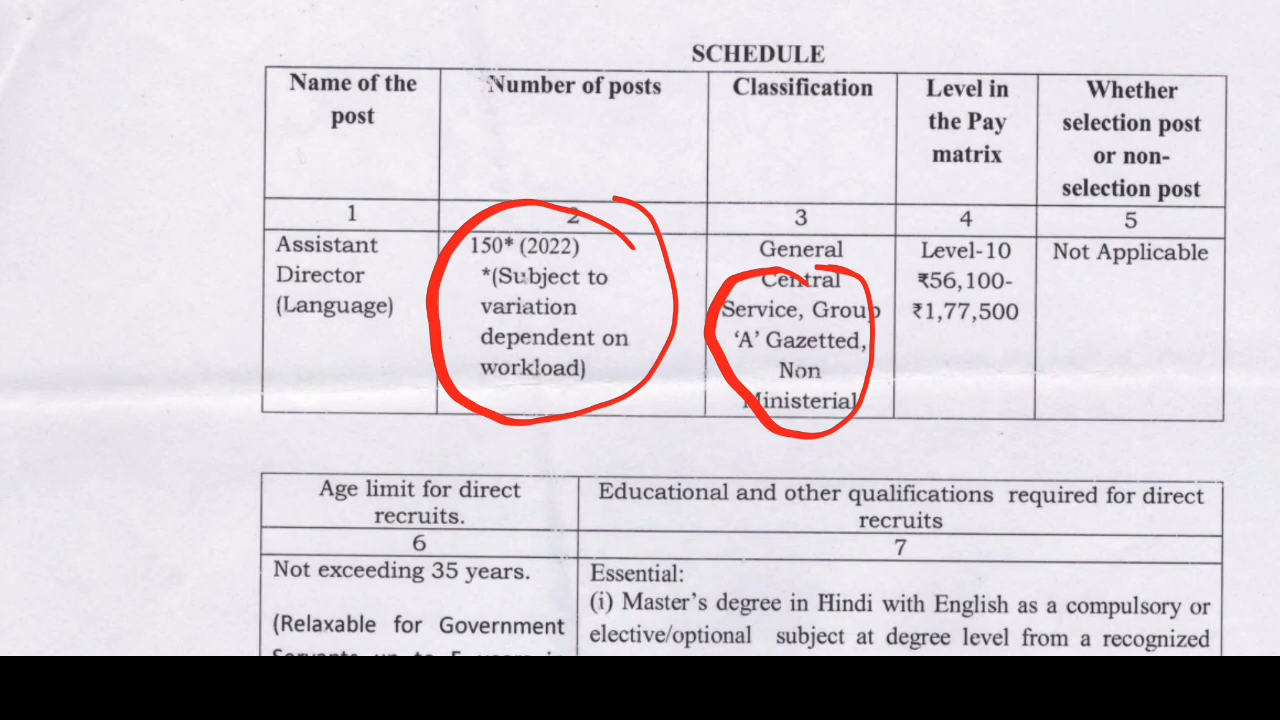 SCHEDULE
Name of the post
Number of posts
Classification
Level in the Pay matrix
Whether selection post or non-selection post
1
2
3
4
5
Assistant
Director
(Language)
150* (2022)
*(Subject to
variation
dependent on
workload)
General
Central
Service, Group
‘A’ Gazetted,
Non
Ministerial
Level-10
₹56,100-
₹1,77,500
Not Applicable
Age limit for direct
recruits.
Educational and other qualifications required for direct
recruits
6
7
Not exceeding 35 years.
(Relaxable for Government
Essential:
(i) Master’s degree in Hindi with English as a compulsory or
elective/optional subject at degree level from a recognized